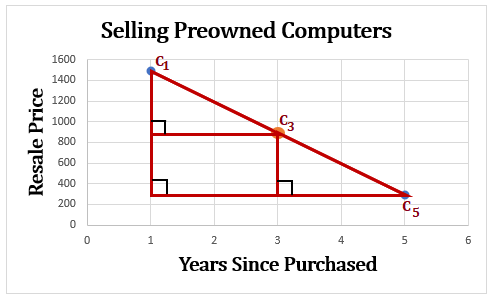 Selling Preowned Computers
Resale Price
1600
1400
1200
1000
800
600
400
200
0
C1
C3
C5
0 1 2 3 4 5 6
Years Since Purchased